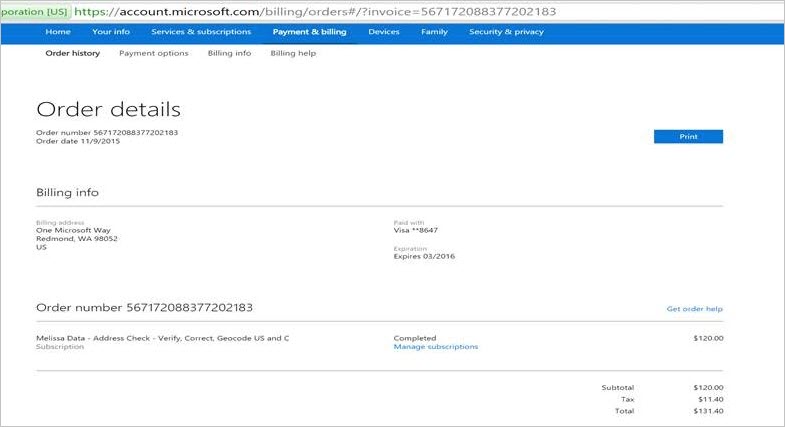 poration [US] https://account.microsoft.com/billing/orders#/?invoice=567172088377202183
Home Your info Services & subscriptions Payment & billing Devices Family Security & privacy
Order history Payment options Billing info Billing help
Order details
Order number 567172088377202183
Order date 11/9/2015
Print
Billing info
Billing address
One Microsoft Way
Redmond, WA 98052
US
Paid with
Visa **8647
Expiration
Expires 03/2016
Order number 567172088377202183 Get order help
Melissa Data - Address Check - Verify, Correct, Geocode US and C Completed $120.00
Subscription Manage subscriptions
Subtotal $120.00
Tax $11.40
Total $131.40